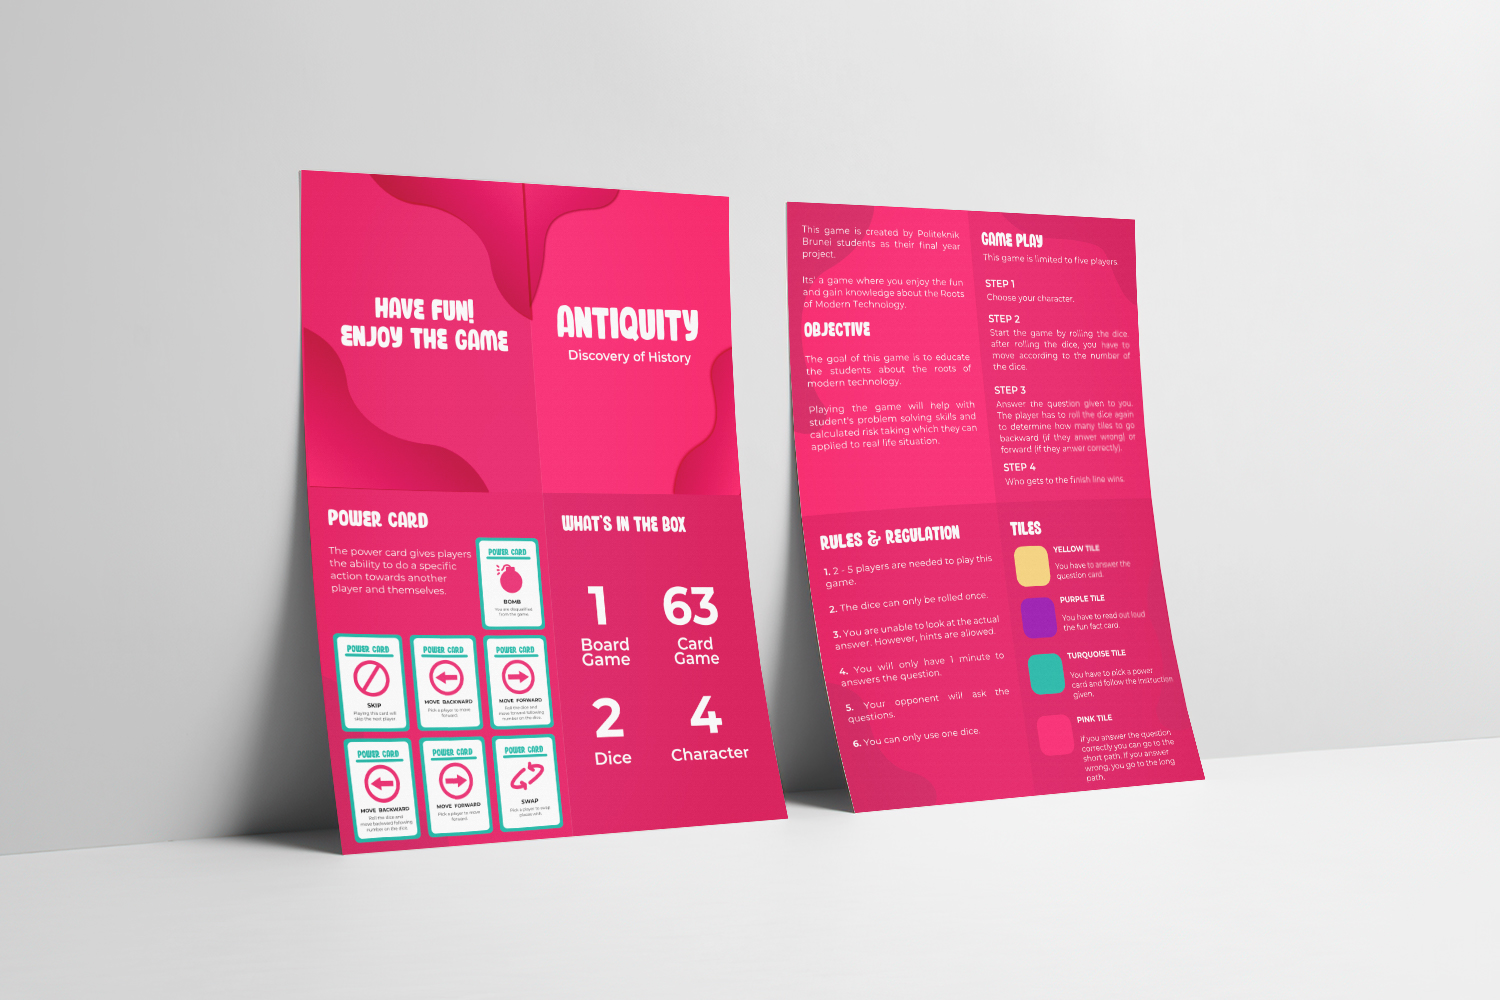 HAVE FUN!
ENJOY THE GAME
ANTIQUITY
Discovery of History
POWER CARD
The power card gives players
the ability to do a specific
action towards another
player and themselves.
POWER CARD
BOMB
You are disqualified
from the game.
POWER CARD
SKIP
Playing this card will
skip the next player
POWER CARD
MOVE BACKWARD
Pick a player to move
forward.
POWER CARD
MOVE FORWARD
Roll the dice and
move forward following
number on the dice.
POWER CARD
MOVE BACKWARD
Roll the dice and
move backward following
number on the dice.
POWER CARD
MOVE FORWARD
Pick a player to move
forward.
POWER CARD
SWAP
Pick a player to swap
places with.
WHAT'S IN THE BOX
1
Board
Game
63
Card
Game
2
Dice
4
Character
This game is created by Politeknik
Brunei students as their final year
project.
Its' a game where you enjoy the fun
and gain knowledge about the Roots
of Modern Technology.
OBJECTIVE
The goal of this game is to educate
the students about the roots of
modern technology.
Playing the game will help with
student's problem solving skills and
calculated risk taking which they can
applied to real life situation.
GAME PLAY
This game is limited to five players.
STEP 1
Choose your character.
STEP 2
Start the game by rolling the dice
after rolling the dice, you have to
move according to the number of
the dice.
STEP 3
Answer the question given to you.
The player has to roll the dice again
to determine how many tiles to go
backward (if they anwer wrong) or
forward (if they anwer correctly).
STEP 4
Who gets to the finish line wins.
RULES & REGULATION
1. 2 - 5 players are needed to play this
game.
2. The dice can only be rolled once.
3. You are unable to look at the actual
answer. However, hints are allowed.
4. You will only have 1 minute to
answers the question.
5. Your opponent will ask the
questions.
6. You can only use one dice.
TILES
YELLOW TILE
You have to answer the
question card.
PURPLE TILE
You have to read out loud
the fun fact card.
TURQUOISE TILE
You have to pick a power
card and follow the instruction
given.
PINK TILE
if you answer the question
correctly you can go to the
short path. If you answer
wrong, you go to the long
path.